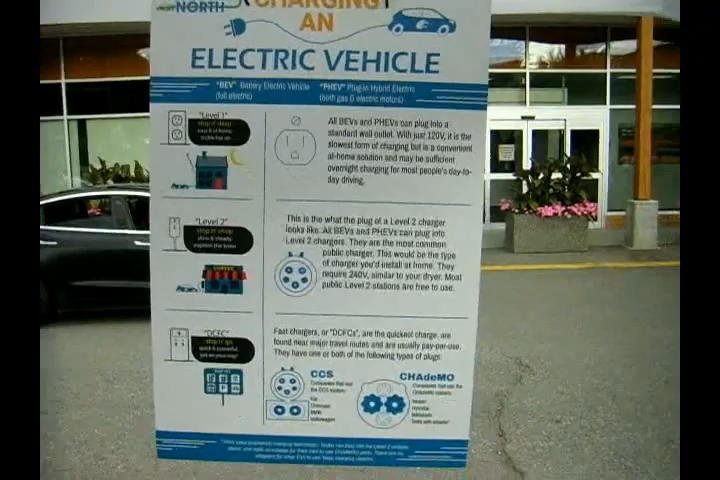 NORTH
CHARGING
AN
ELECTRIC VEHICLE
"BEV" Battery Electric Vehicle
(full electric)
"PHEV" Plug-in Hybrid Electric
(both gas & electric motors)
"Level 1"
stop n' sleep
All BEVs and PHEVs can plug into a
standard wall outlet. With just 120V, it is the
slowest form of charging but is a convenient
at-home solution and may be sufficient
overnight charging for most people's day-to-
day driving.
"Level 2"
stop n' shop
This is the what the plug of a Level 2 charger
looks like. All BEVs and PHEVs can plug into
Level 2 chargers. They are the most common
public charger. This would be the type
of charger you'd install at home. They
require 240V, similar to your dryer. Most
public Level 2 stations are free to use.
"DCFC"
stop n' go
quick & powerful,
Fast chargers, or "DCFCs", are the quickest charge, are
found near major travel routes and are usually pay-per-use.
They have one or both of the following types of plugs:
CCS
CHAdeMO